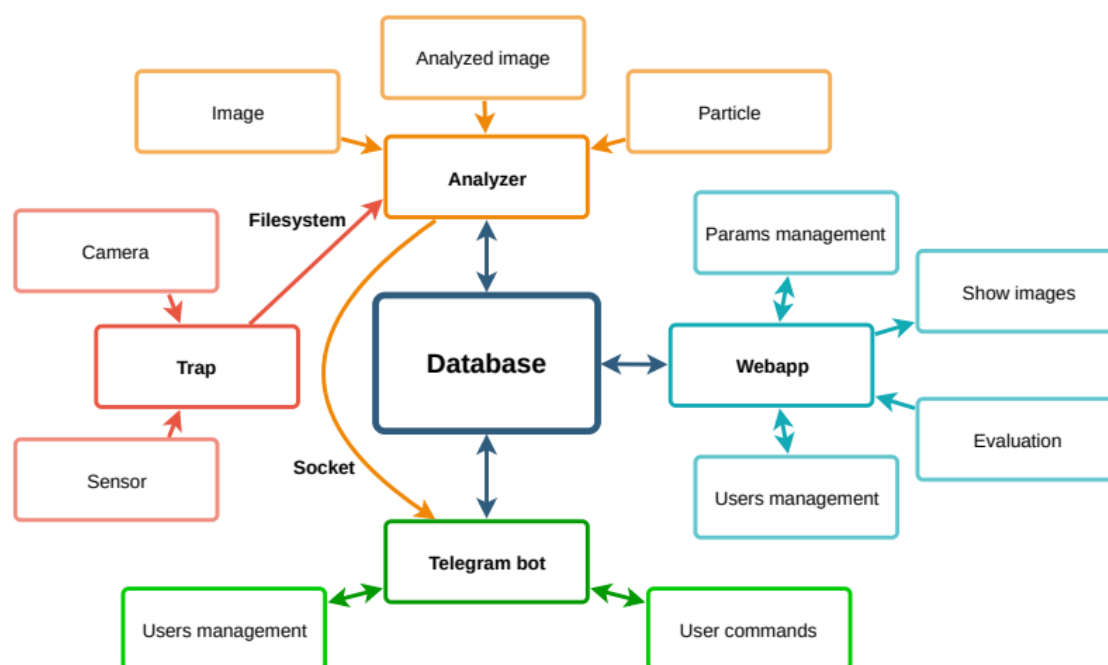 Analyzed image
Image
Particle
Analyzer
Filesystem
Camera
Params management
Show images
Trap
Database
Webapp
Sensor
Socket
Evaluation
Users management
Telegram bot
Users management
User commands